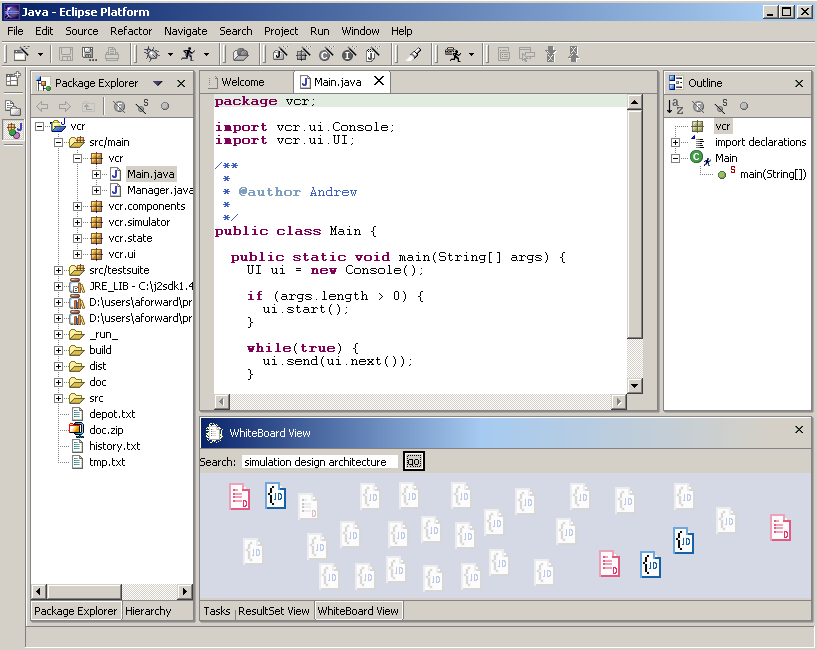 Java - Eclipse Platform
File Edit Source Refactor Navigate Search Project Run Window Help
Package Explorer
vcr
src/main
vcr
Main.java
Manager.java
vcr.components
vcr.simulator
vcr.state
vcr.ui
src/testsuite
JRE_LIB - C:\j2sdk1.4
D:\users\aforward\pr
D:\users\aforward\pr
_run_
build
dist
doc
src
depot.txt
doc.zip
history.txt
tmp.txt
Package Explorer Hierarchy
Welcome Main.java
package vcr;
import vcr.ui.Console;
import vcr.ui.UI;
/**
*
* @author Andrew
*
*/
public class Main {
public static void main(String[] args) {
UI ui = new Console();
if (args.length > 0) {
ui.start();
}
while(true) {
ui.send(ui.next());
}
Outline
vcr
import declarations
Main
main(String[])
WhiteBoard View
Search: simulation design architecture go
Tasks ResultSet View WhiteBoard View